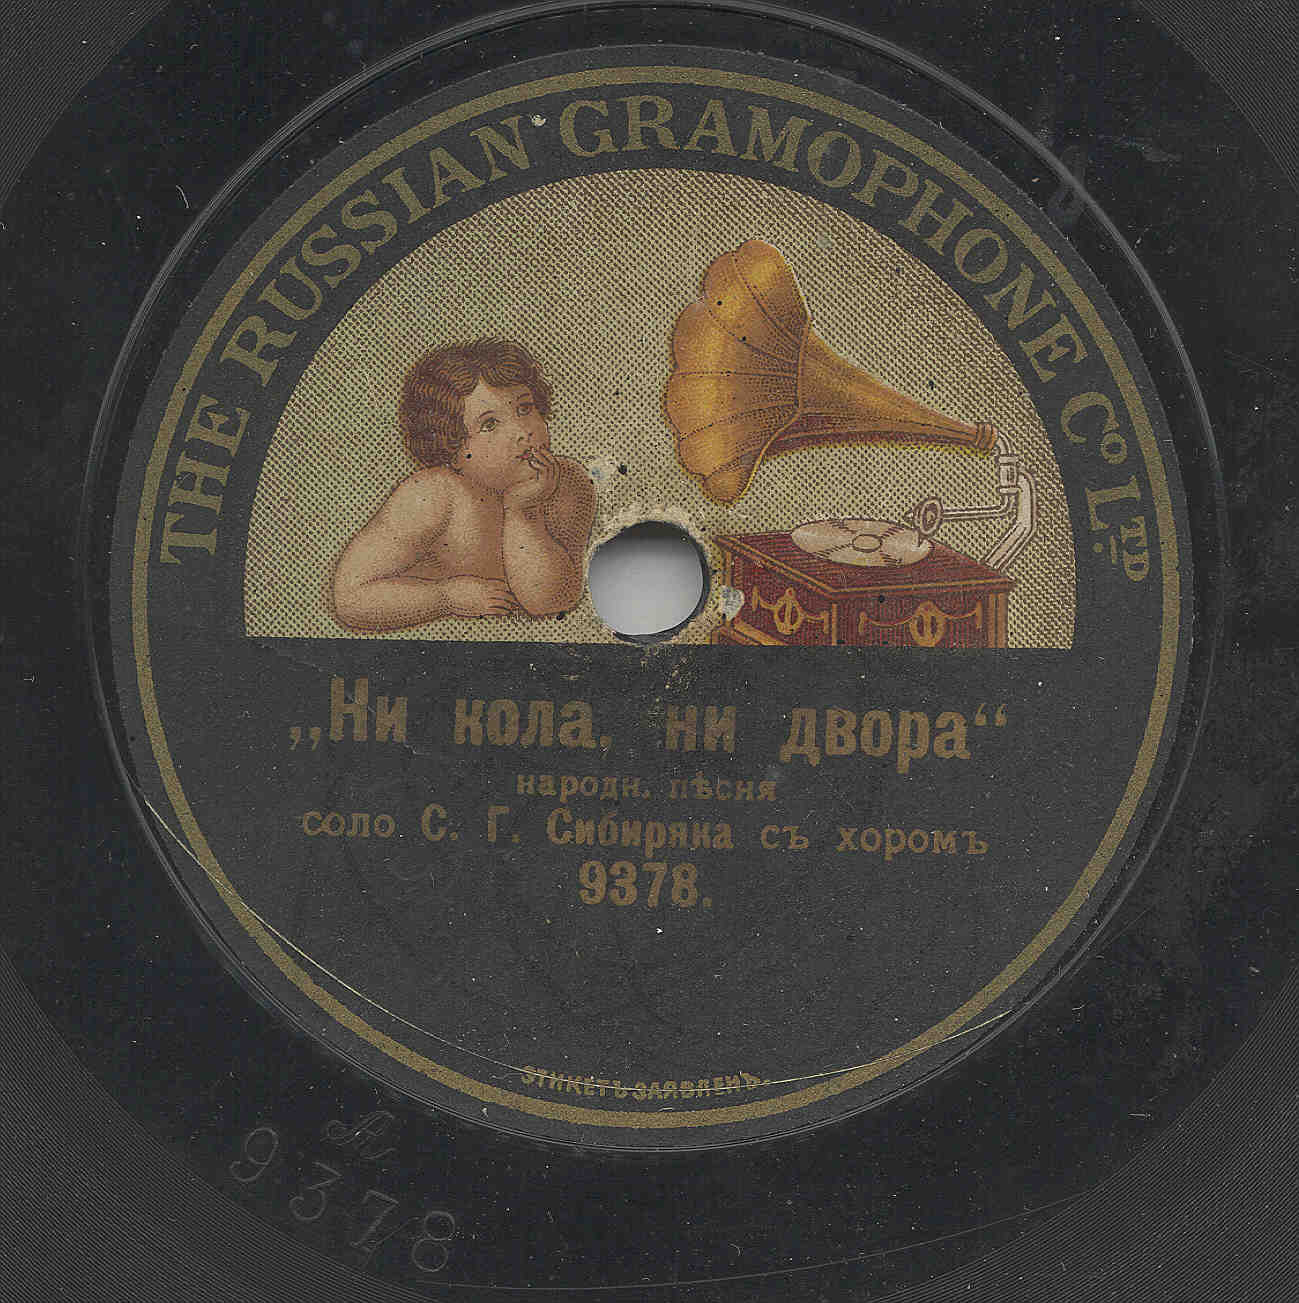 THE RUSSIAN GRAMOPHONE Co LTD
„Ни кола, ни двора“
народн. пѣсня
соло С. Г. Сибиряка съ хоромъ
9378.
ЭТИКЕТЪ ЗАЯВЛЕНЪ.
A
9378